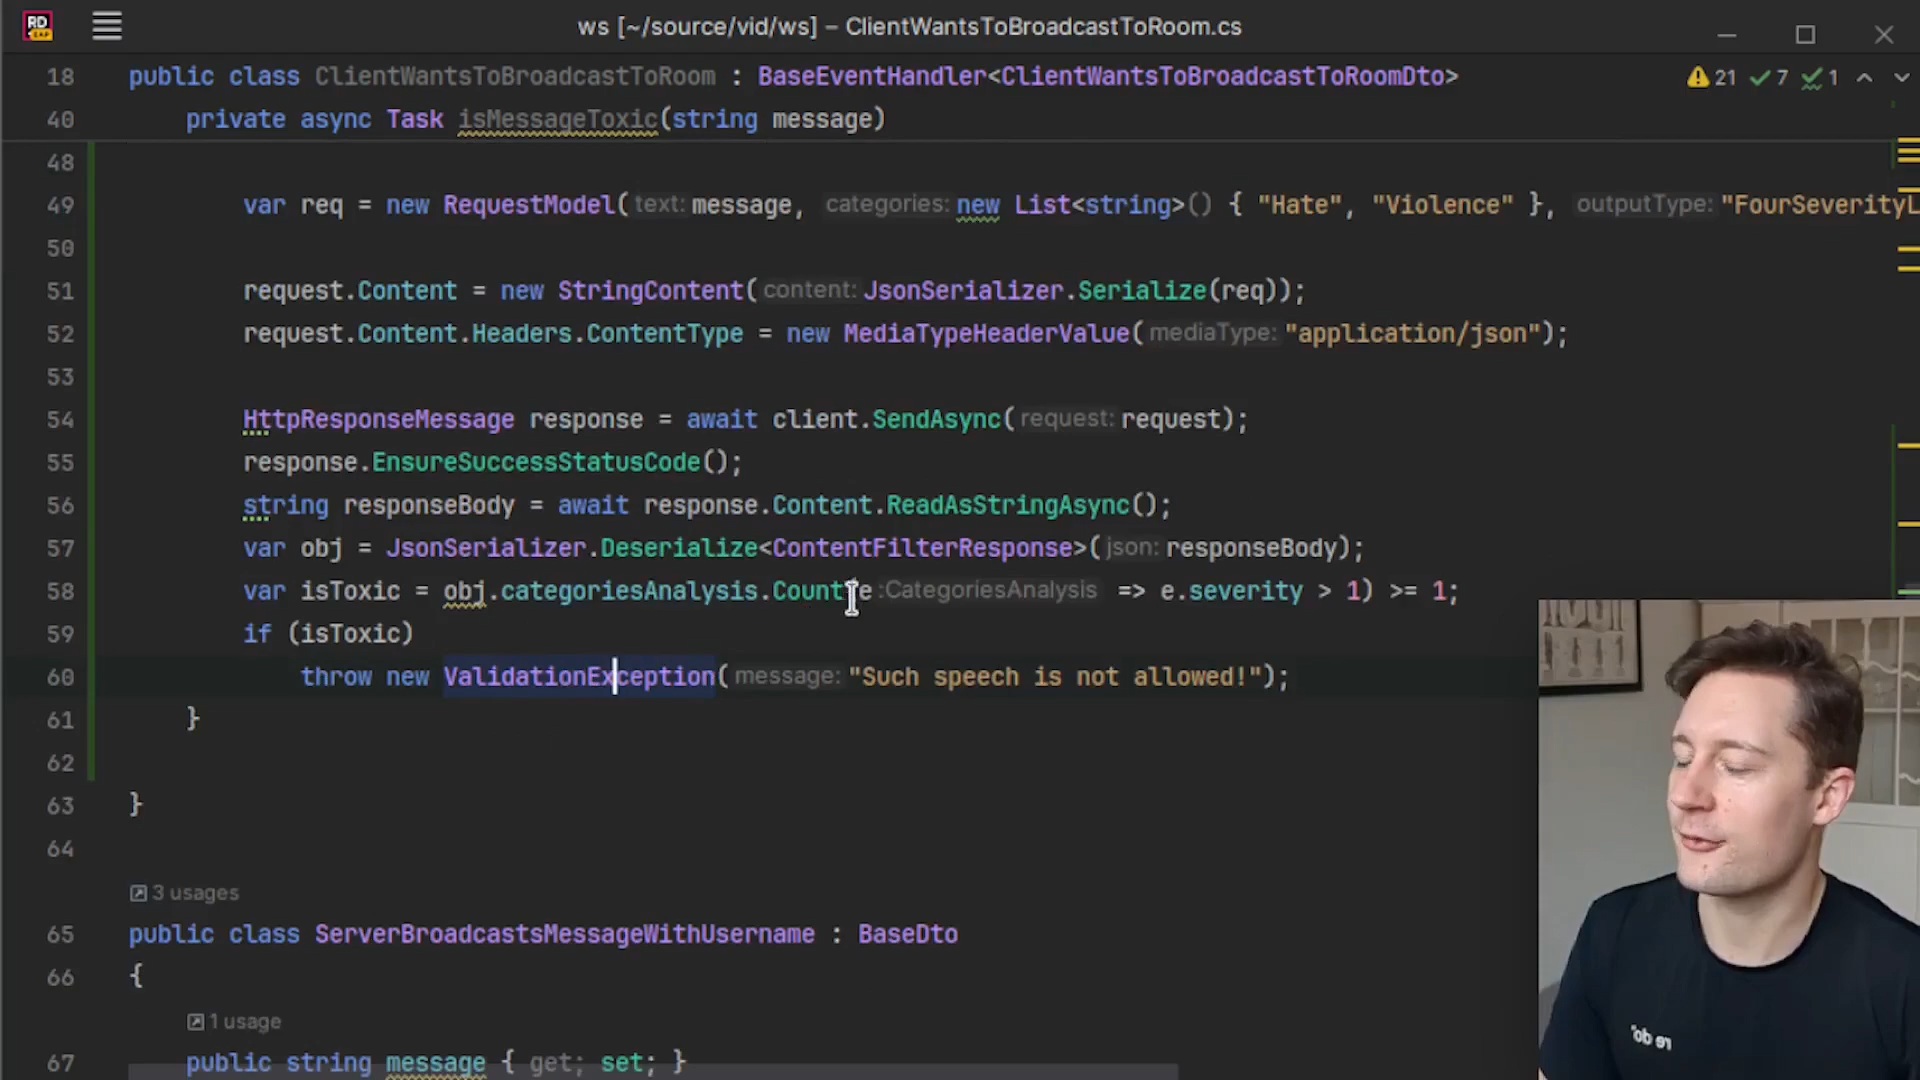 RD
EAP
ws [~/source/vid/ws] – ClientWantsToBroadcastToRoom.cs
18 public class ClientWantsToBroadcastToRoom : BaseEventHandler<ClientWantsToBroadcastToRoomDto> 21 7 1
40 private async Task isMessageToxic(string message)
48
49 var req = new RequestModel( text: message, categories: new List<string>() { "Hate", "Violence" }, outputType: "FourSeverityL
50
51 request.Content = new StringContent( content: JsonSerializer.Serialize(req));
52 request.Content.Headers.ContentType = new MediaTypeHeaderValue( mediaType: "application/json");
53
54 HttpResponseMessage response = await client.SendAsync( request: request);
55 response.EnsureSuccessStatusCode();
56 string responseBody = await response.Content.ReadAsStringAsync();
57 var obj = JsonSerializer.Deserialize<ContentFilterResponse>( json: responseBody);
58 var isToxic = obj.categoriesAnalysis.Count(e :CategoriesAnalysis => e.severity > 1) >= 1;
59 if (isToxic)
60 throw new ValidationException( message: "Such speech is not allowed!");
61 }
62
63 }
64
3 usages
65 public class ServerBroadcastsMessageWithUsername : BaseDto
66 {
1 usage
67 public string message { get; set; }